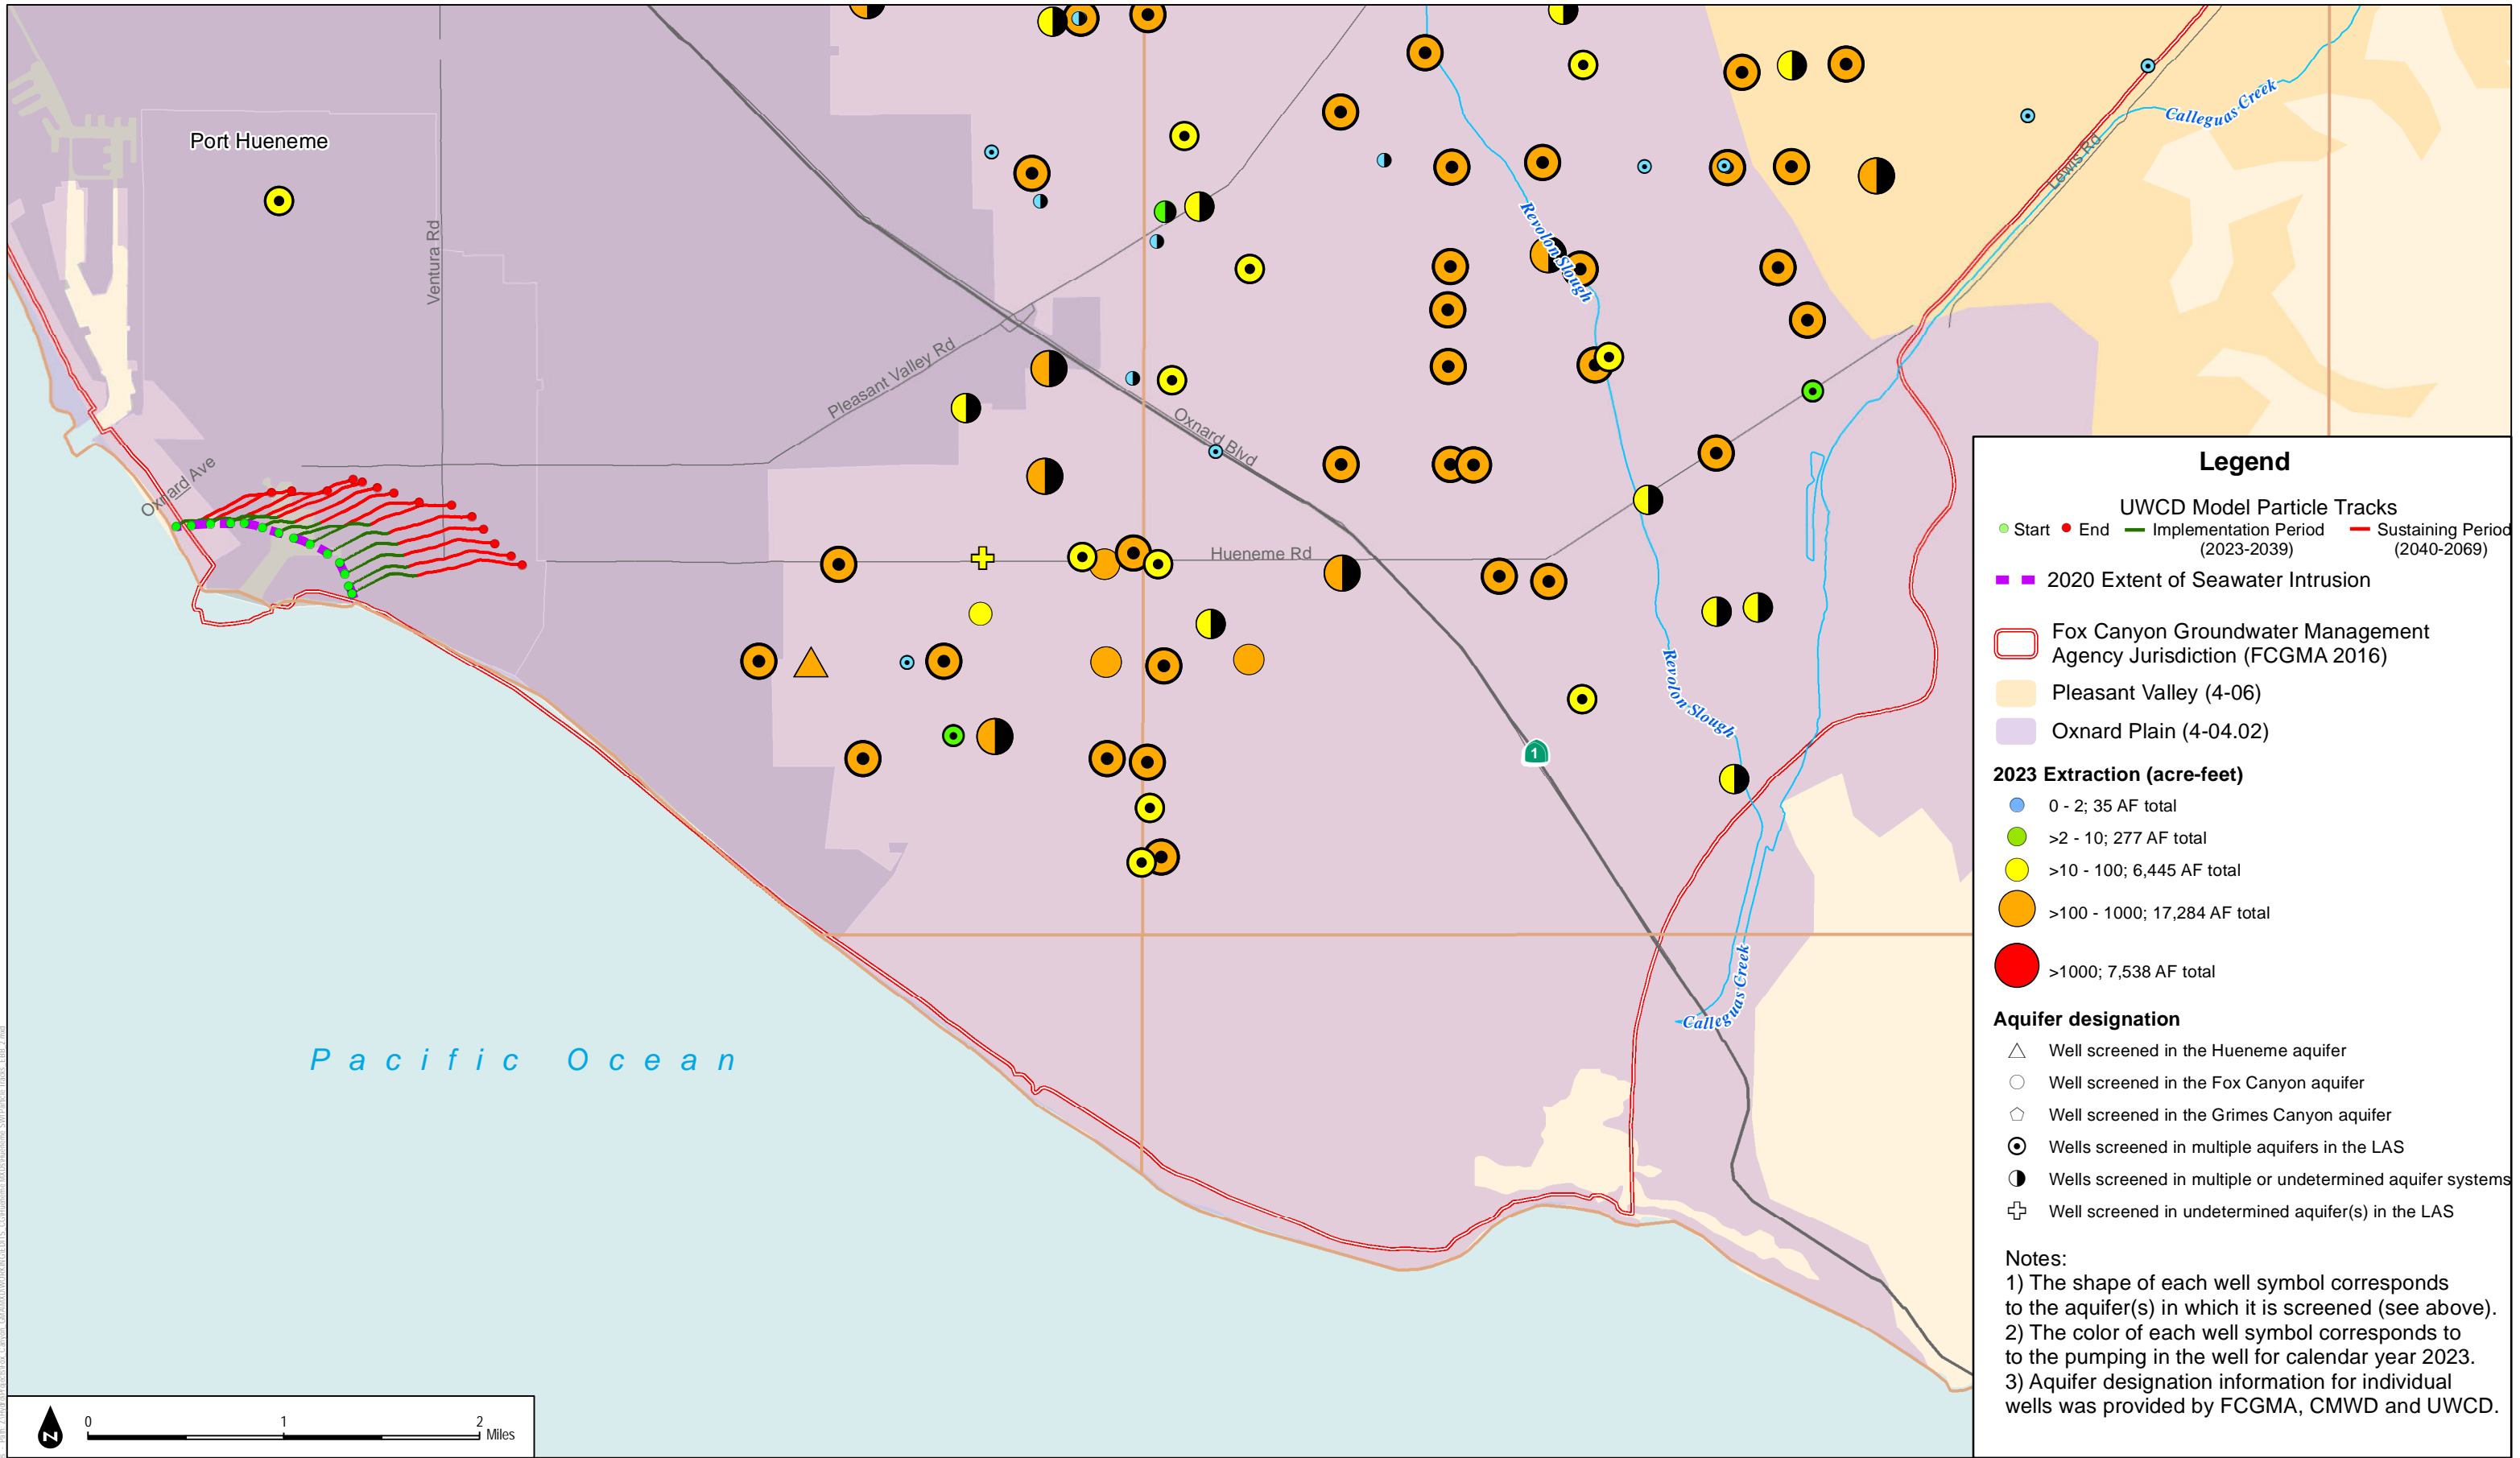 Port Hueneme
Ventura Rd
Oxnard Ave
Pleasant Valley Rd
Oxnard Blvd
Hueneme Rd
Revolon Slough
Revolon Slough
Calleguas Creek
Lewis Rd
1
Calleguas Creek
Pacific Ocean
N
0 1 2
Miles
Legend
UWCD Model Particle Tracks
Start End Implementation Period Sustaining Period
(2023-2039) (2040-2069)
2020 Extent of Seawater Intrusion
Fox Canyon Groundwater Management
Agency Jurisdiction (FCGMA 2016)
Pleasant Valley (4-06)
Oxnard Plain (4-04.02)
2023 Extraction (acre-feet)
0 - 2; 35 AF total
>2 - 10; 277 AF total
>10 - 100; 6,445 AF total
>100 - 1000; 17,284 AF total
>1000; 7,538 AF total
Aquifer designation
Well screened in the Hueneme aquifer
Well screened in the Fox Canyon aquifer
Well screened in the Grimes Canyon aquifer
Wells screened in multiple aquifers in the LAS
Wells screened in multiple or undetermined aquifer systems
Well screened in undetermined aquifer(s) in the LAS
Notes:
1) The shape of each well symbol corresponds
to the aquifer(s) in which it is screened (see above).
2) The color of each well symbol corresponds to
to the pumping in the well for calendar year 2023.
3) Aquifer designation information for individual
wells was provided by FCGMA, CMWD and UWCD.